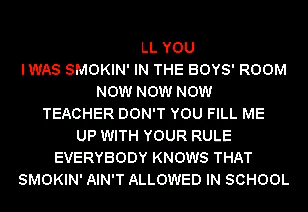 LL YOU
I WAS SMOKIN' IN THE BOYS' ROOM
NOW NOW NOW
TEACHER DON'T YOU FILL ME
UP WITH YOUR RULE
EVERYBODY KNOWS THAT
SMOKIN' AIN'T ALLOWED IN SCHOOL